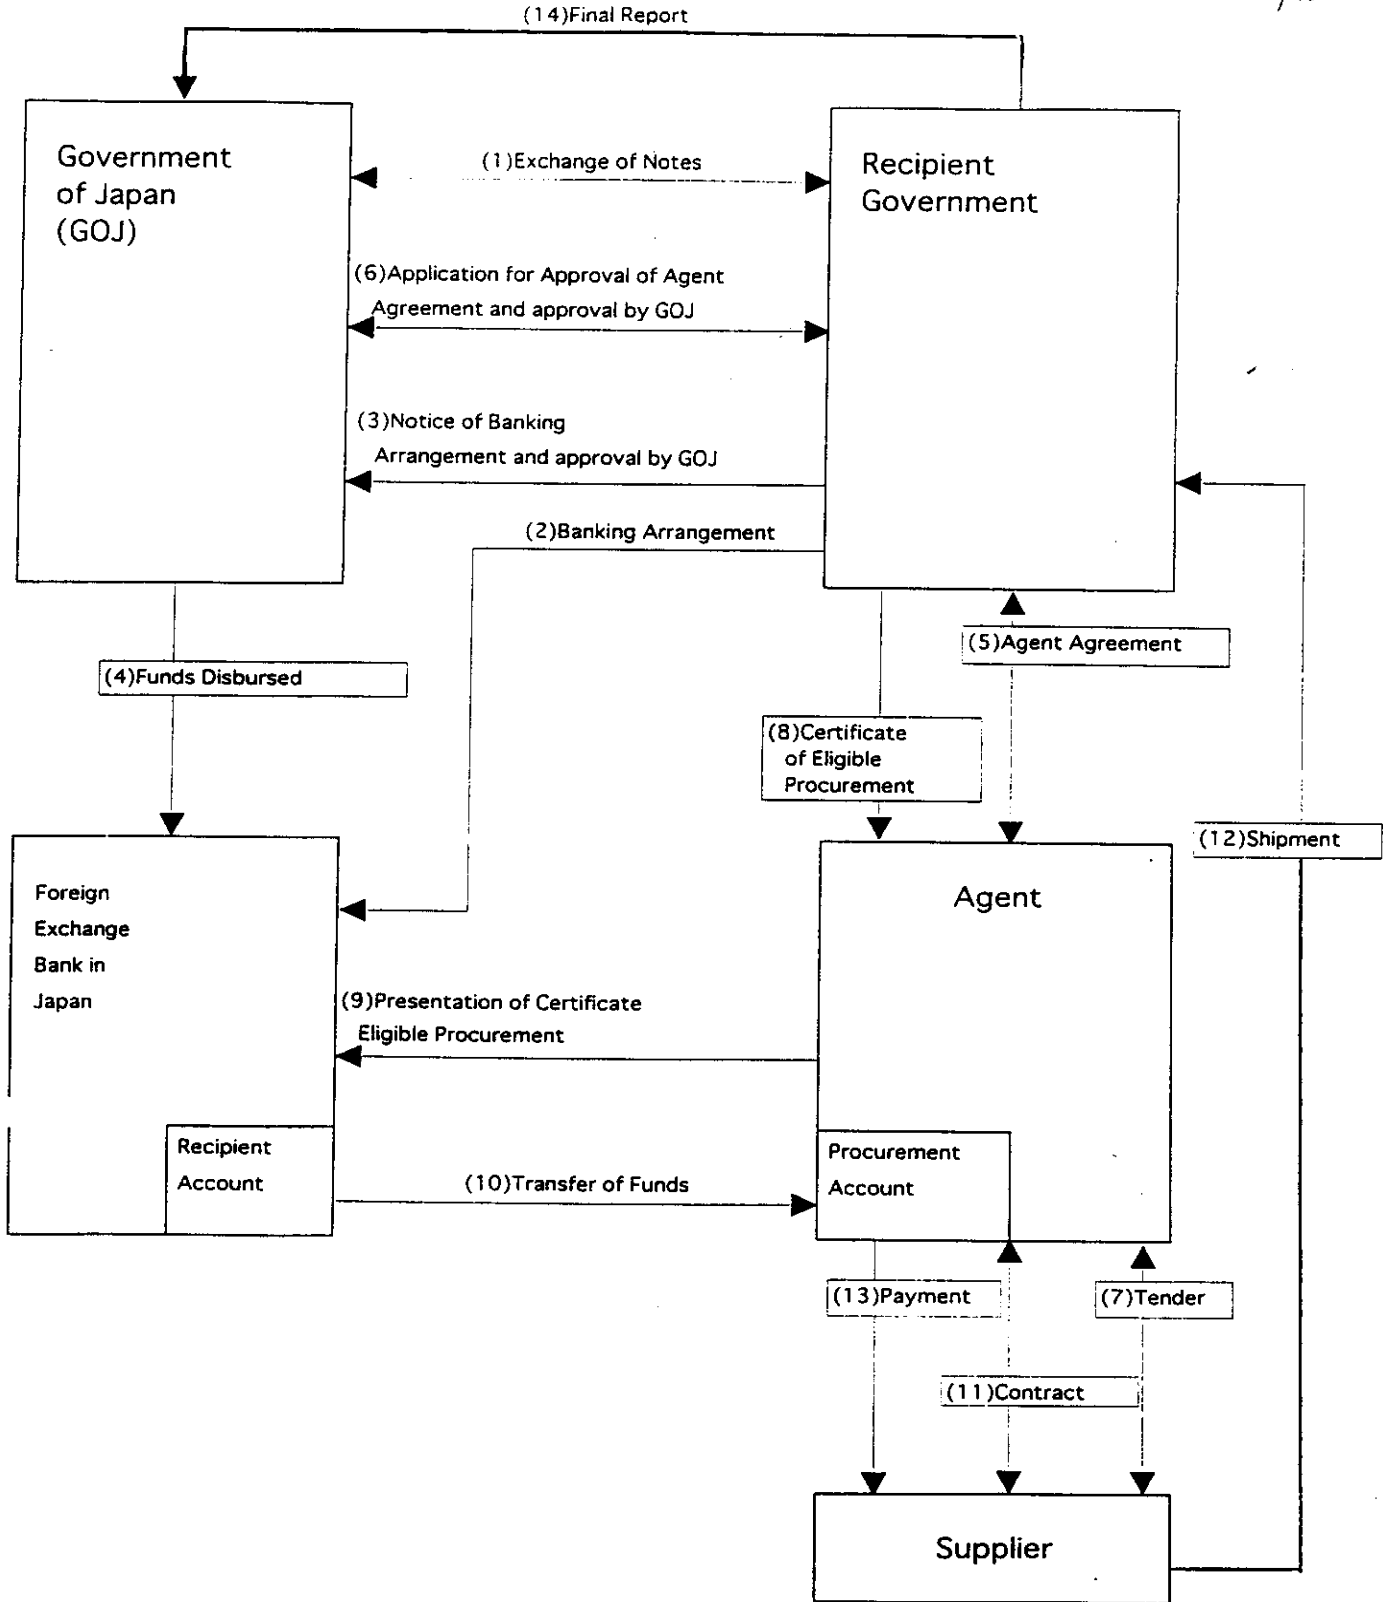 (14)Final Report
Government
of Japan
(GOJ)
(1)Exchange of Notes
Recipient
Government
(6)Application for Approval of Agent
Agreement and approval by GOJ
(3)Notice of Banking
Arrangement and approval by GOJ
(2)Banking Arrangement
(5)Agent Agreement
(4)Funds Disbursed
(8)Certificate
of Eligible
Procurement
(12)Shipment
Foreign
Exchange
Bank in
Japan
Agent
(9)Presentation of Certificate
Eligible Procurement
Recipient
Account
(10)Transfer of Funds
Procurement
Account
(13)Payment
(7)Tender
(11)Contract
Supplier